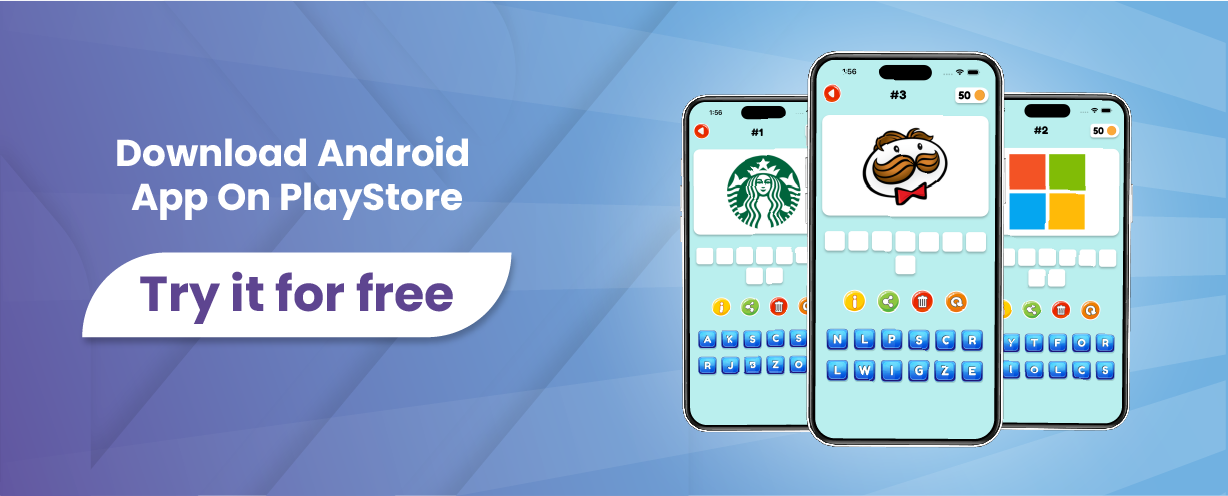 Download Android
App On PlayStore
Try it for free
1:56
#1
A K S C S
R J B Z O
1:56
#3
50
N L P S C R
L W I G Z E
#2
50
Y T F O R
I O L C S